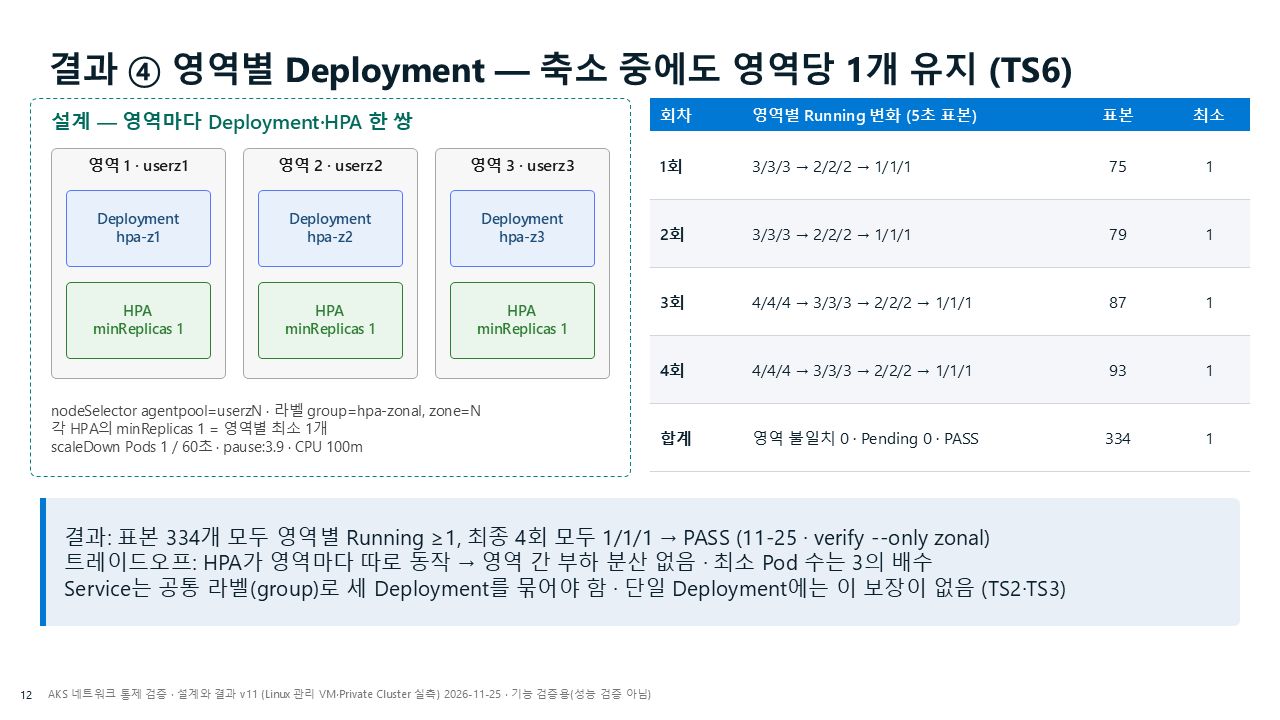 결과 ④ 영역별 Deployment — 축소 중에도 영역당 1개 유지 (TS6)
설계 — 영역마다 Deployment·HPA 한 쌍
영역 1 · userz1
Deployment
hpa-z1
HPA
minReplicas 1
영역 2 · userz2
Deployment
hpa-z2
HPA
minReplicas 1
영역 3 · userz3
Deployment
hpa-z3
HPA
minReplicas 1
nodeSelector agentpool=userzN · 라벨 group=hpa-zonal, zone=N
각 HPA의 minReplicas 1 = 영역별 최소 1개
scaleDown Pods 1 / 60초 · pause:3.9 · CPU 100m
회차 영역별 Running 변화 (5초 표본) 표본 최소
1회 3/3/3 → 2/2/2 → 1/1/1 75 1
2회 3/3/3 → 2/2/2 → 1/1/1 79 1
3회 4/4/4 → 3/3/3 → 2/2/2 → 1/1/1 87 1
4회 4/4/4 → 3/3/3 → 2/2/2 → 1/1/1 93 1
합계 영역 불일치 0 · Pending 0 · PASS 334 1
결과: 표본 334개 모두 영역별 Running ≥1, 최종 4회 모두 1/1/1 → PASS (11-25 · verify --only zonal)
트레이드오프: HPA가 영역마다 따로 동작 → 영역 간 부하 분산 없음 · 최소 Pod 수는 3의 배수
Service는 공통 라벨(group)로 세 Deployment를 묶어야 함 · 단일 Deployment에는 이 보장이 없음 (TS2·TS3)
12 AKS 네트워크 통제 검증 · 설계와 결과 v11 (Linux 관리 VM·Private Cluster 실측) 2026-11-25 · 기능 검증용(성능 검증 아님)